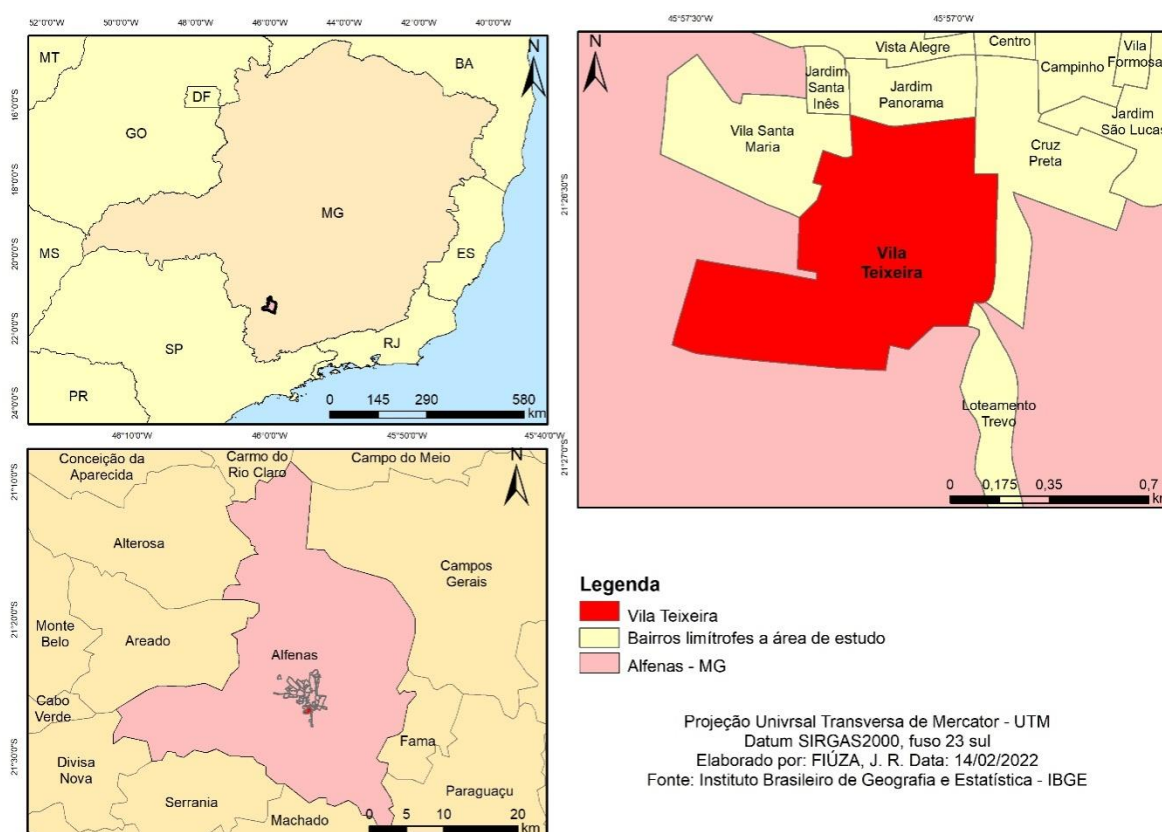 52°0'0"W
50°0'0"W
48°0'0"W
46°0'0"W
44°0'0"W
42°0'0"W
40°0'0"W
16°0'0"S
18°0'0"S
20°0'0"S
22°0'0"S
24°0'0"S
MT
BA
N
DF
GO
MG
MS
ES
SP
RJ
PR
0 145 290 580
km
45°57'30"W
45°57'0"W
21°26'30"S
21°27'0"S
N
Vista Alegre
Centro
Vila
Formosa
Jardim
Santa
Inês
Jardim
Panorama
Campinho
Jardim
São Lucas
Vila Santa
Maria
Cruz
Preta
Vila
Teixeira
Loteamento
Trevo
0 0,175 0,35 0,7
km
46°10'0"W
46°0'0"W
45°50'0"W
45°40'0"W
21°10'0"S
21°20'0"S
21°30'0"S
Conceição da
Aparecida
Carmo do
Rio Claro
Campo do Meio
N
Alterosa
Campos
Gerais
Monte
Belo
Areado
Alfenas
Cabo
Verde
Divisa
Nova
Fama
Serrania
Paraguaçu
Machado
0 5 10 20
km
Legenda
Vila Teixeira
Bairros limítrofes a área de estudo
Alfenas - MG
Projeção Univrsal Transversa de Mercator - UTM
Datum SIRGAS2000, fuso 23 sul
Elaborado por: FIÚZA, J. R. Data: 14/02/2022
Fonte: Instituto Brasileiro de Geografia e Estatística - IBGE